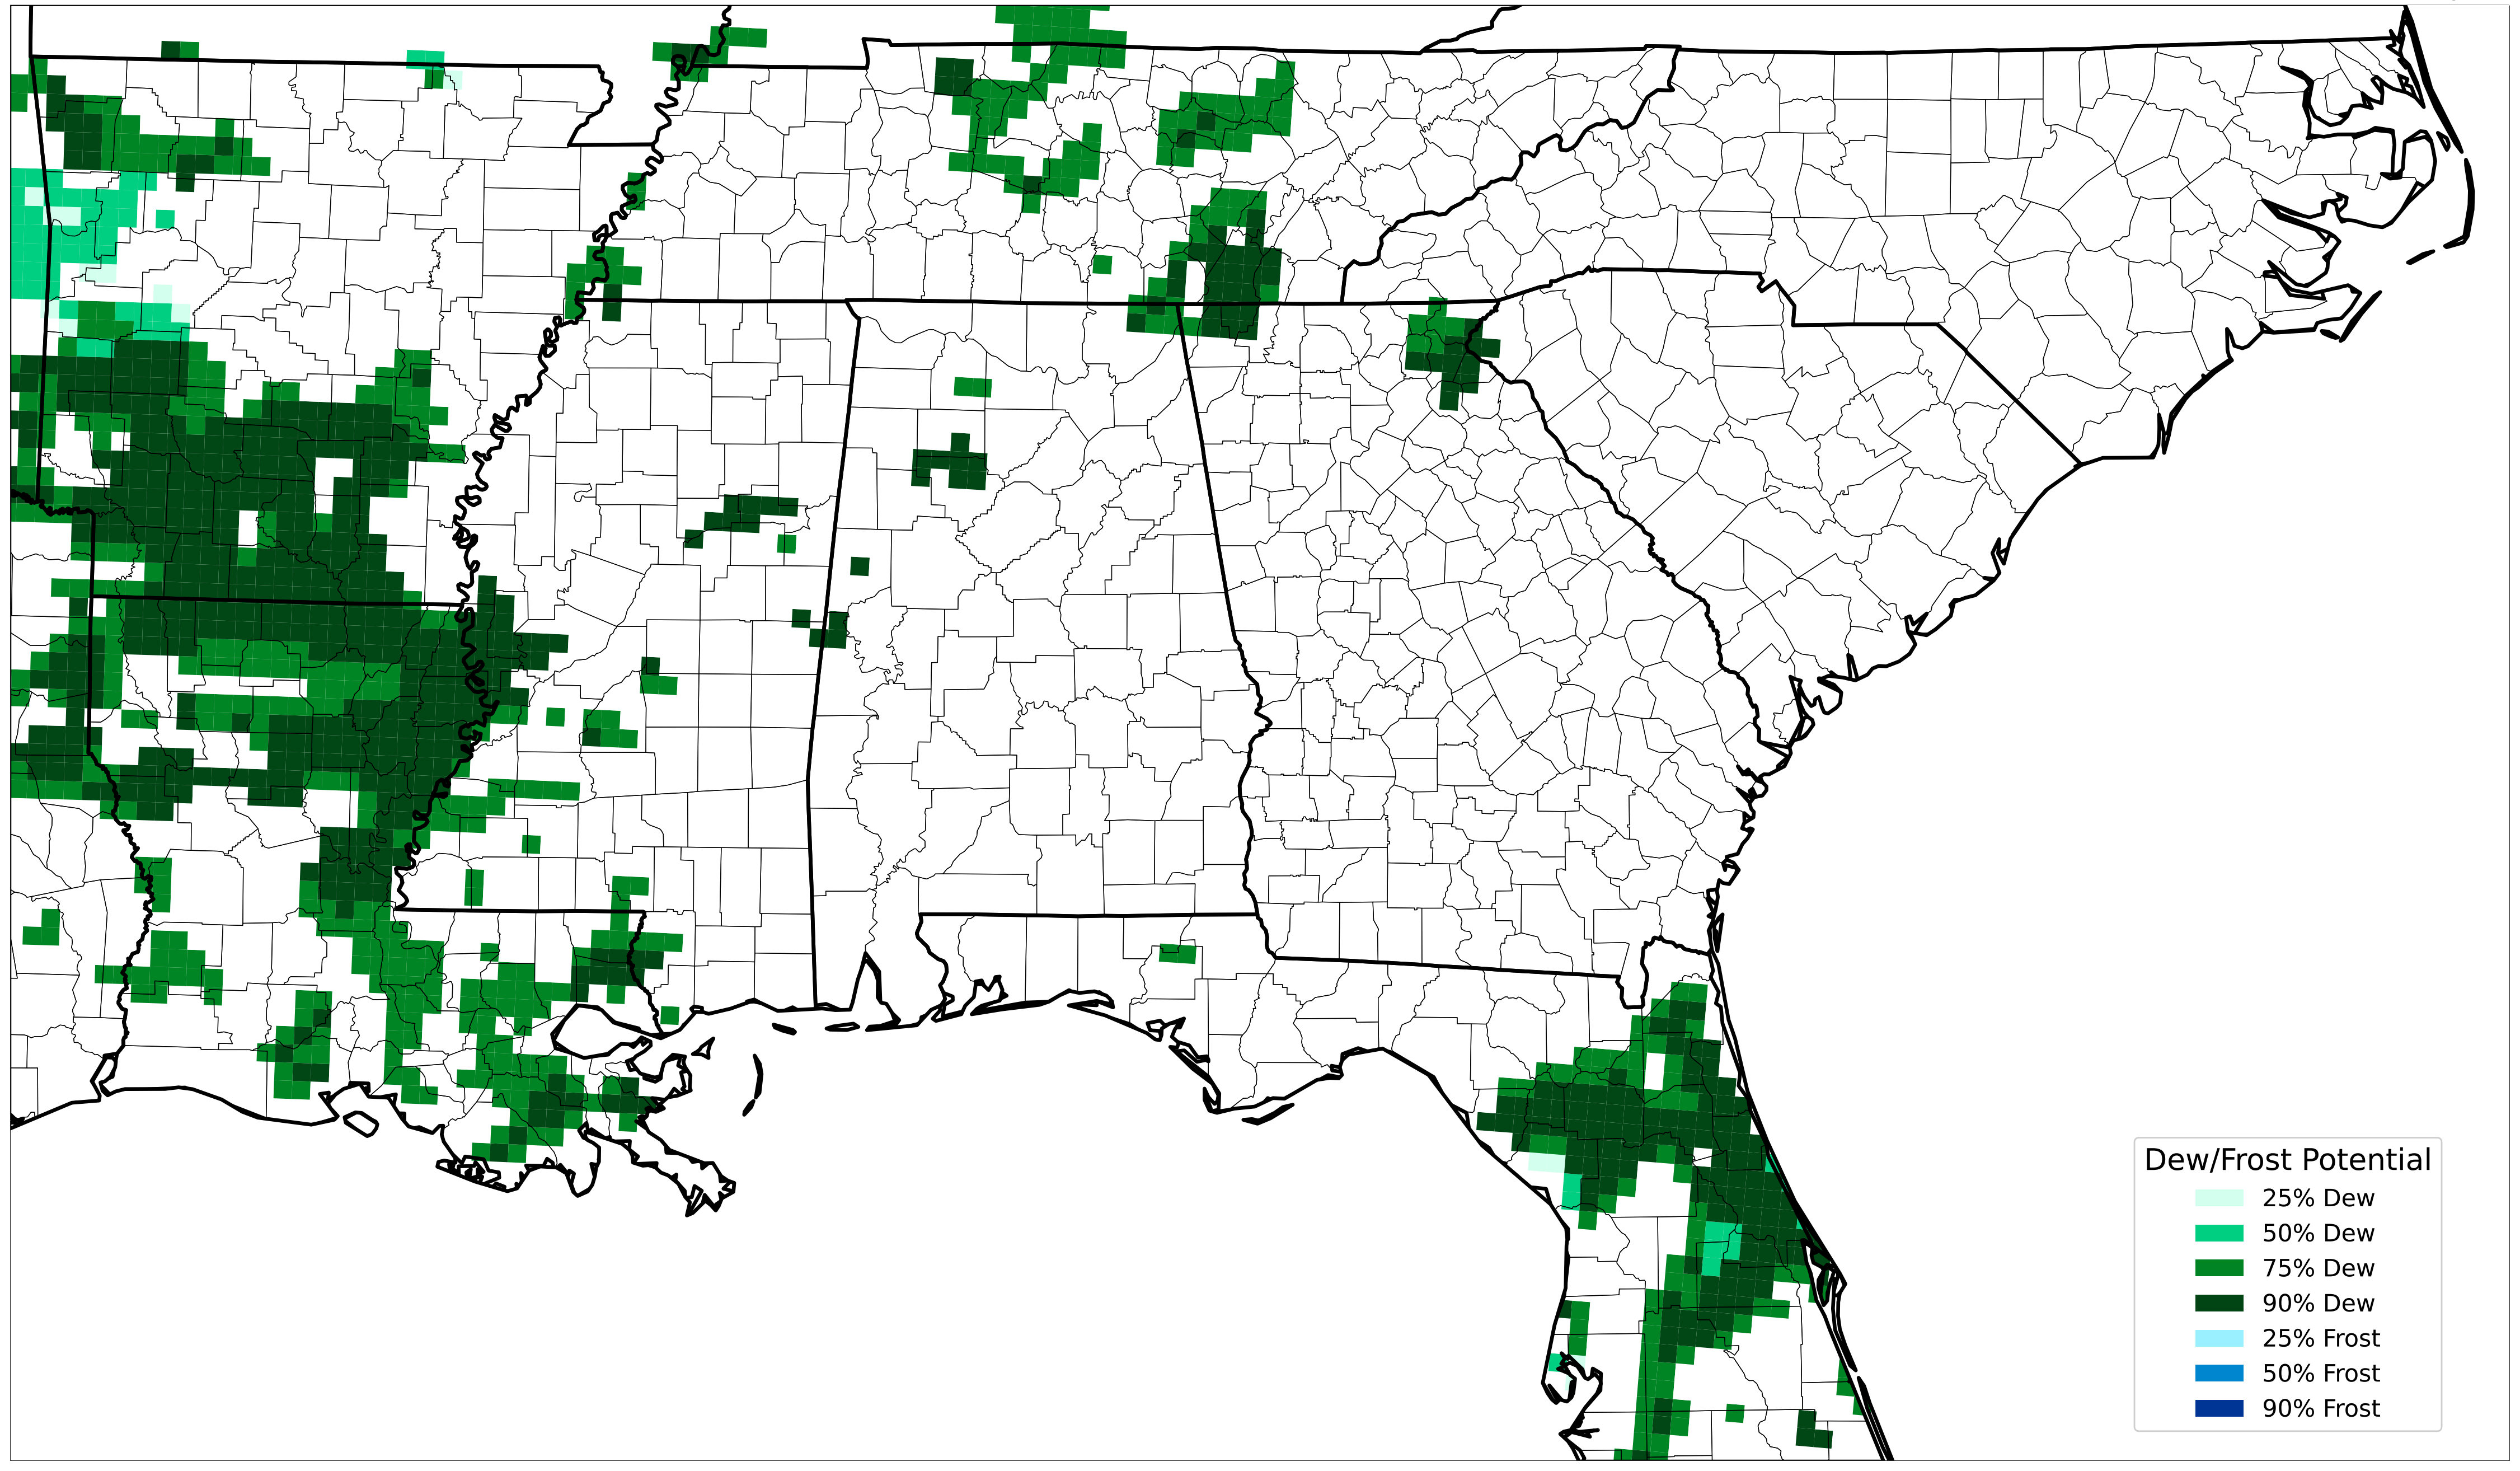 Dew/Frost Potential
25% Dew
50% Dew
75% Dew
90% Dew
25% Frost
50% Frost
90% Frost